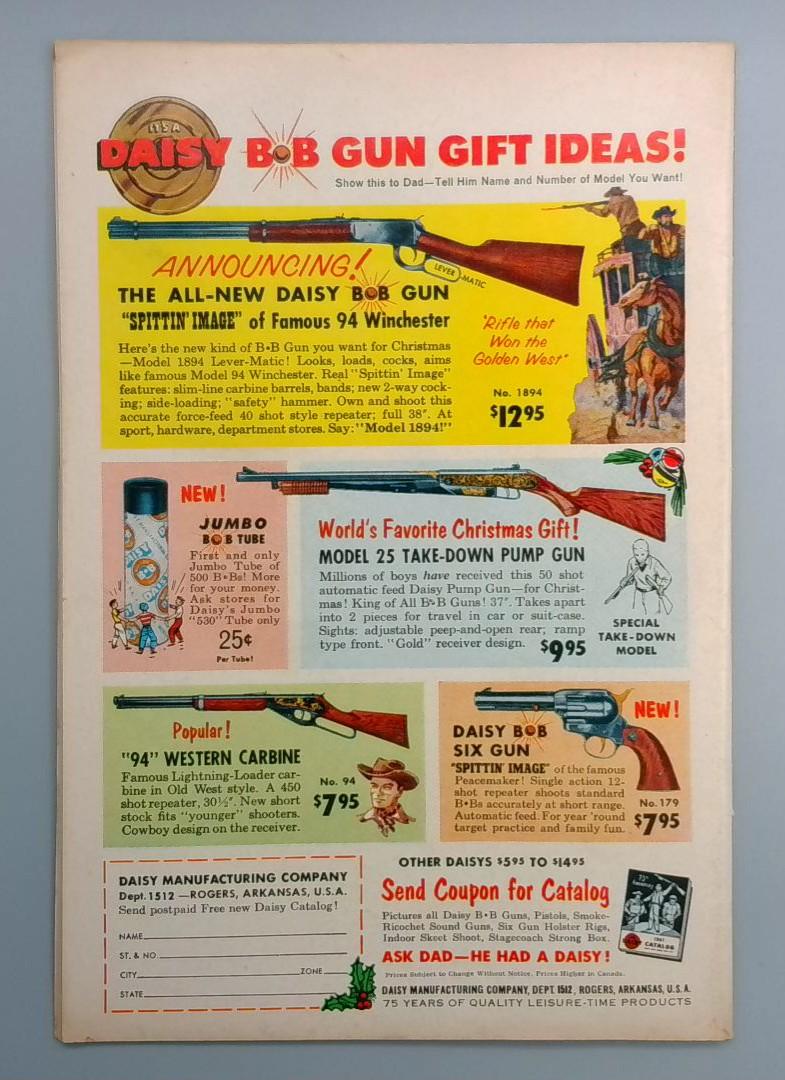 IT'S A
DAISY B•B GUN GIFT IDEAS!
Show this to Dad—Tell Him Name and Number of Model You Want!
LEVER-MATIC
ANNOUNCING!
THE ALL-NEW DAISY B•B GUN
"SPITTIN' IMAGE" of Famous 94 Winchester
Here's the new kind of B•B Gun you want for Christmas
—Model 1894 Lever-Matic! Looks, loads, cocks, aims
like famous Model 94 Winchester. Real "Spittin' Image"
features: slim-line carbine barrels, bands; new 2-way cock-
ing; side-loading; "safety" hammer. Own and shoot this
accurate force-feed 40 shot style repeater; full 38". At
sport, hardware, department stores. Say: "Model 1894!"
"Rifle that
Won the
Golden West"
No. 1894
$12.95
NEW!
JUMBO
B•B TUBE
First and only
Jumbo Tube of
500 B•Bs! More
for your money.
Ask stores for
Daisy's Jumbo
"530" Tube only
25¢
Per Tube!
World's Favorite Christmas Gift!
MODEL 25 TAKE-DOWN PUMP GUN
Millions of boys have received this 50 shot
automatic feed Daisy Pump Gun—for Christ-
mas! King of All B•B Guns! 37". Takes apart
into 2 pieces for travel in car or suit-case.
Sights: adjustable peep-and-open rear; ramp
type front. "Gold" receiver design. $9.95
SPECIAL
TAKE-DOWN
MODEL
Popular!
"94" WESTERN CARBINE
Famous Lightning-Loader car-
bine in Old West style. A 450
shot repeater, 30½". New short
stock fits "younger" shooters.
Cowboy design on the receiver.
No. 94
$7.95
NEW!
DAISY B•B
SIX GUN
"SPITTIN' IMAGE" of the famous
Peacemaker! Single action 12-
shot repeater shoots standard
B•Bs accurately at short range.
Automatic feed. For year 'round
target practice and family fun.
No. 179
$7.95
DAISY MANUFACTURING COMPANY
Dept. 1512—ROGERS, ARKANSAS, U.S.A.
Send postpaid Free new Daisy Catalog!
NAME
ST. & NO.
CITY ZONE
STATE
OTHER DAISYS $5.95 TO $14.95
Send Coupon for Catalog
Pictures all Daisy B•B Guns, Pistols, Smoke-
Ricochet Sound Guns, Six Gun Holster Rigs,
Indoor Skeet Shoot, Stagecoach Strong Box.
ASK DAD—HE HAD A DAISY!
Prices Subject to Change Without Notice. Prices Higher in Canada.
75th
1961
CATALOG
DAISY MANUFACTURING COMPANY, DEPT. 1512, ROGERS, ARKANSAS, U.S.A.
75 YEARS OF QUALITY LEISURE-TIME PRODUCTS